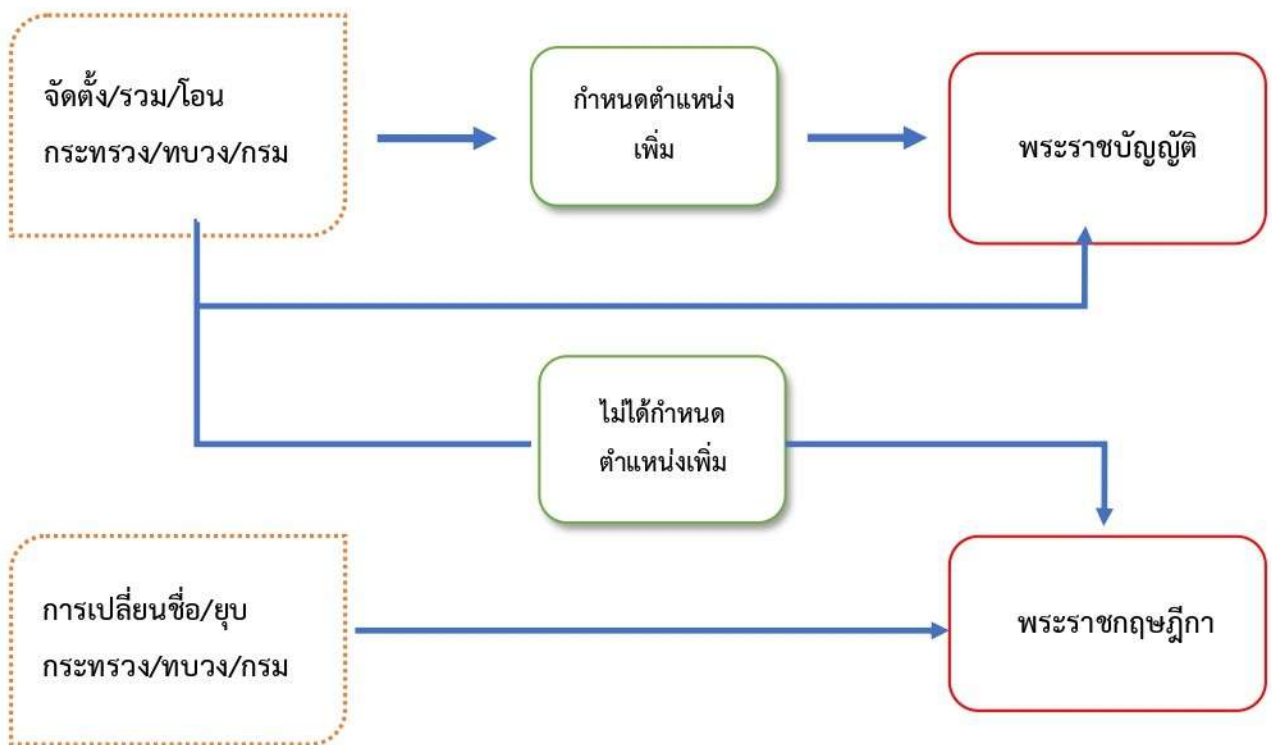 จัดตั้ง/รวม/โอน
กระทรวง/ทบวง/กรม
กำหนดตำแหน่ง
เพิ่ม
พระราชบัญญัติ
ไม่ได้กำหนด
ตำแหน่งเพิ่ม
การเปลี่ยนชื่อ/ยุบ
กระทรวง/ทบวง/กรม
พระราชกฤษฎีกา